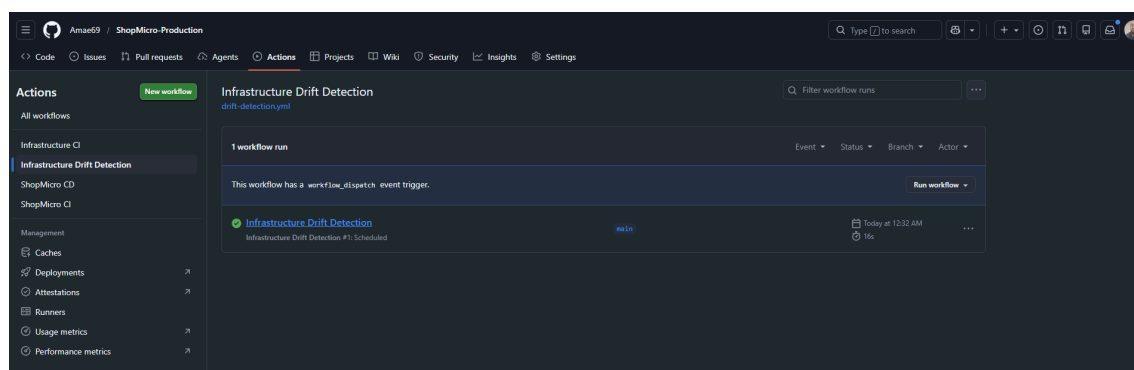 Amae69 / ShopMicro-Production
Type / to search
Code
Issues
Pull requests
Agents
Actions
Projects
Wiki
Security
Insights
Settings
Actions
New workflow
All workflows
Infrastructure CI
Infrastructure Drift Detection
ShopMicro CD
ShopMicro CI
Management
Caches
Deployments
Attestations
Runners
Usage metrics
Performance metrics
Infrastructure Drift Detection
drift-detection.yml
Filter workflow runs
1 workflow run
Event
Status
Branch
Actor
This workflow has a workflow_dispatch event trigger.
Run workflow
Infrastructure Drift Detection
Infrastructure Drift Detection #1: Scheduled
main
Today at 12:32 AM
16s